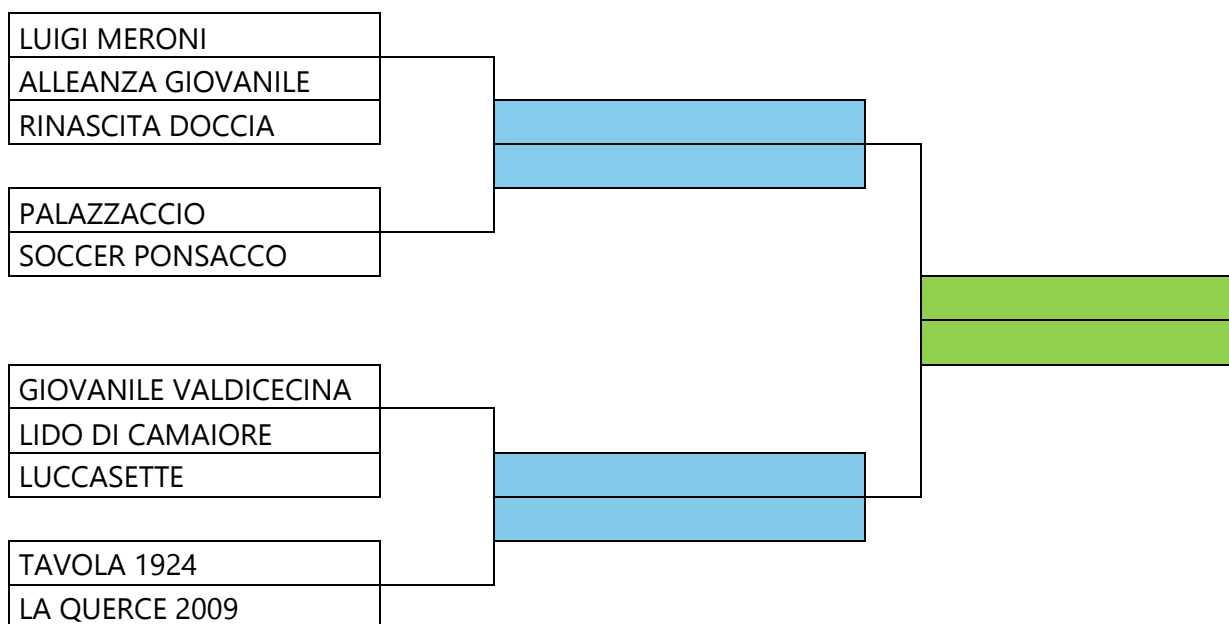 LUIGI MERONI
ALLEANZA GIOVANILE
RINASCITA DOCCIA
PALAZZACCIO
SOCCER PONSACCO
GIOVANILE VALDICECINA
LIDO DI CAMAIORE
LUCCASETTE
TAVOLA 1924
LA QUERCE 2009